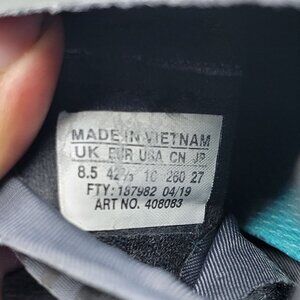 MADE IN VIETNAM
UK EUR USA CN JP
8.5 42⅔ 10 260 27
FTY: 157982 04/19
ART NO. 408083